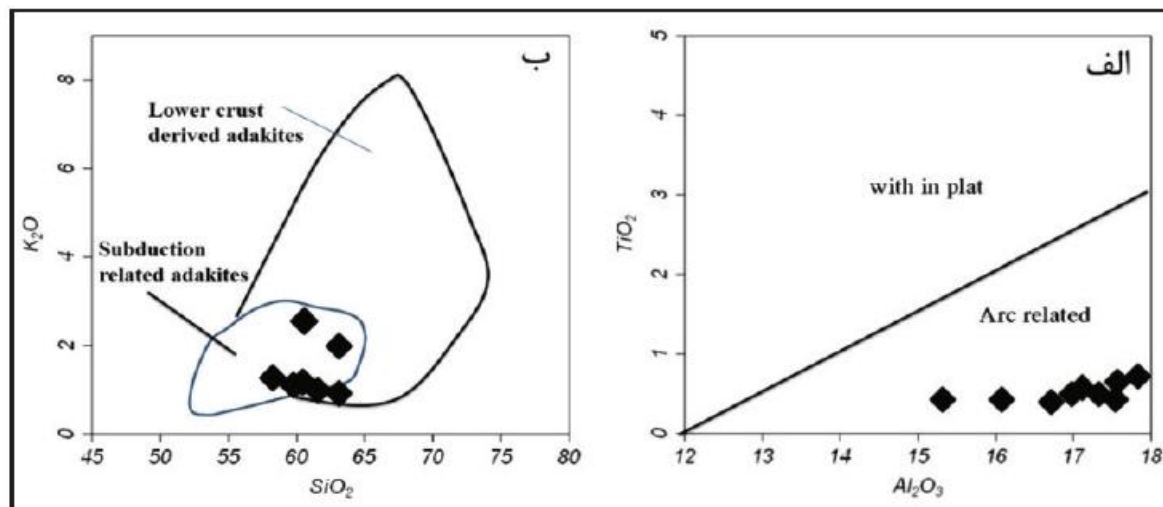 ب
8
6
4
2
0
K₂O
Lower crust
derived adakites
Subduction
related adakites
45 50 55 60 65 70 75 80
SiO₂
الف
5
4
3
2
1
0
TiO₂
with in plat
Arc related
12 13 14 15 16 17 18
Al₂O₃